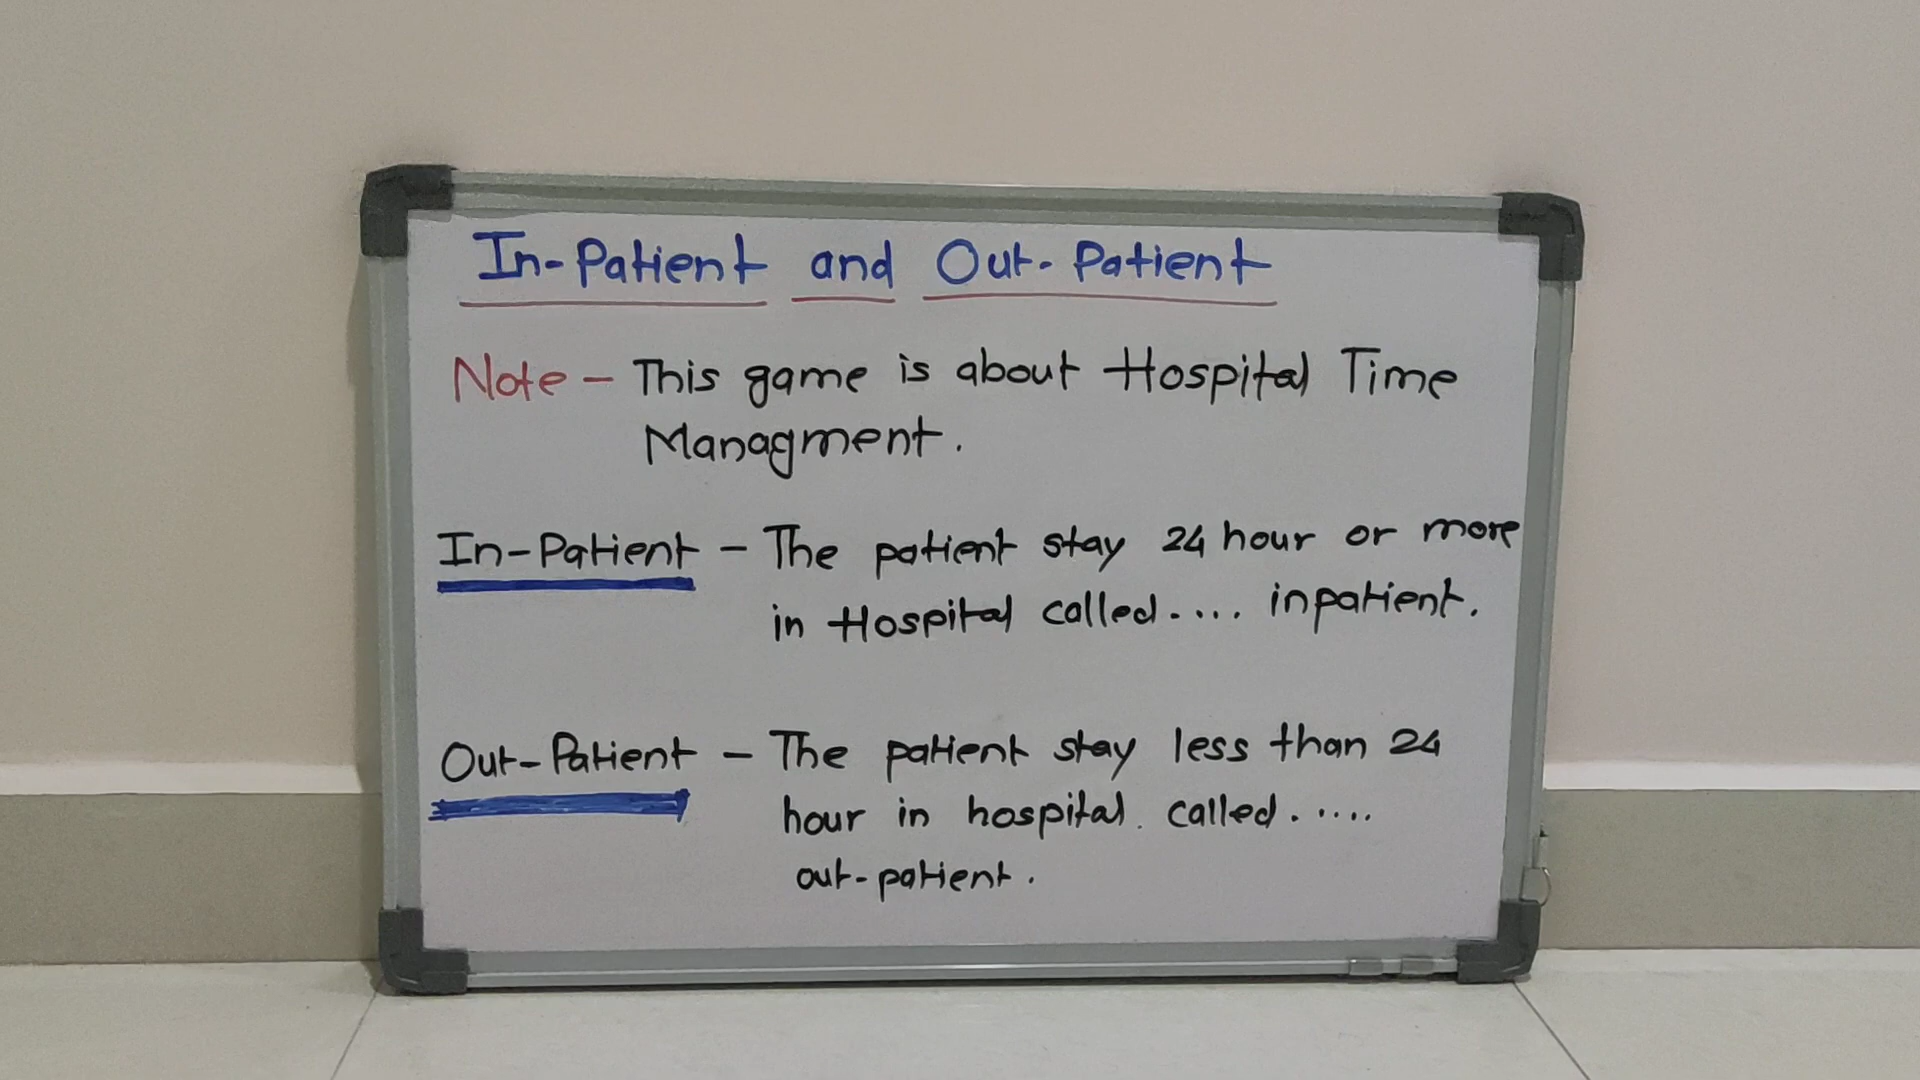 In-Patient and Out-Patient
Note - This game is about Hospital Time
Managment.
In-Patient - The patient stay 24 hour or more
in Hospital called.... inpatient.
Out-Patient - The patient stay less than 24
hour in hospital. called......
out-patient.